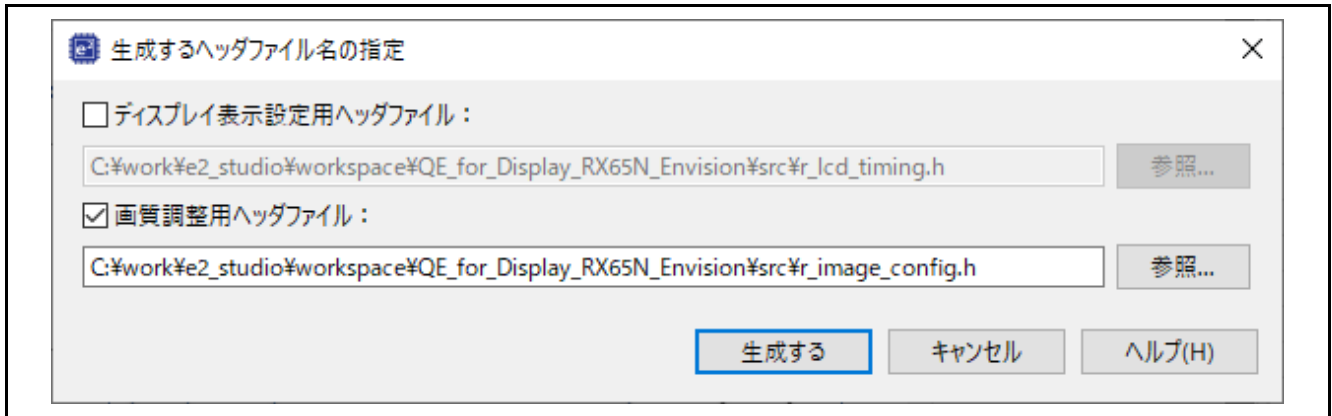 生成するヘッダファイル名の指定
ディスプレイ表示設定用ヘッダファイル：
C:¥work¥e2_studio¥workspace¥QE_for_Display_RX65N_Envision¥src¥r_lcd_timing.h 参照...
画質調整用ヘッダファイル：
C:¥work¥e2_studio¥workspace¥QE_for_Display_RX65N_Envision¥src¥r_image_config.h 参照...
生成する キャンセル ヘルプ(H)